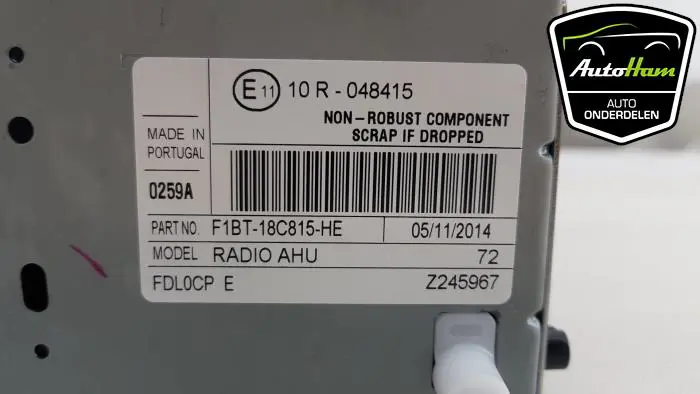 E 11 10 R - 048415
NON-ROBUST COMPONENT
SCRAP IF DROPPED
MADE IN
PORTUGAL
0259A
PART NO. F1BT-18C815-HE 05/11/2014
MODEL RADIO AHU 72
FDL0CP E Z245967
AutoHam
AUTO
ONDERDELEN